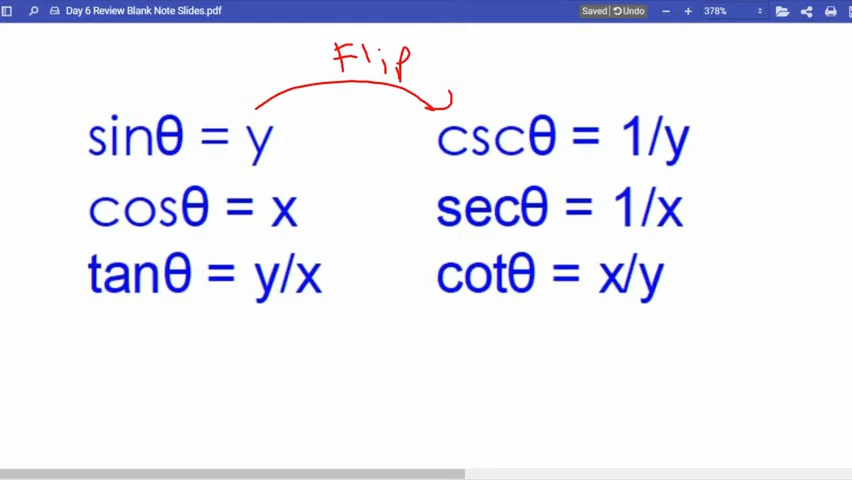 Day 6 Review Blank Note Slides.pdf
Saved Undo
378%
Flip
sinθ = y
cscθ = 1/y
cosθ = x
secθ = 1/x
tanθ = y/x
cotθ = x/y